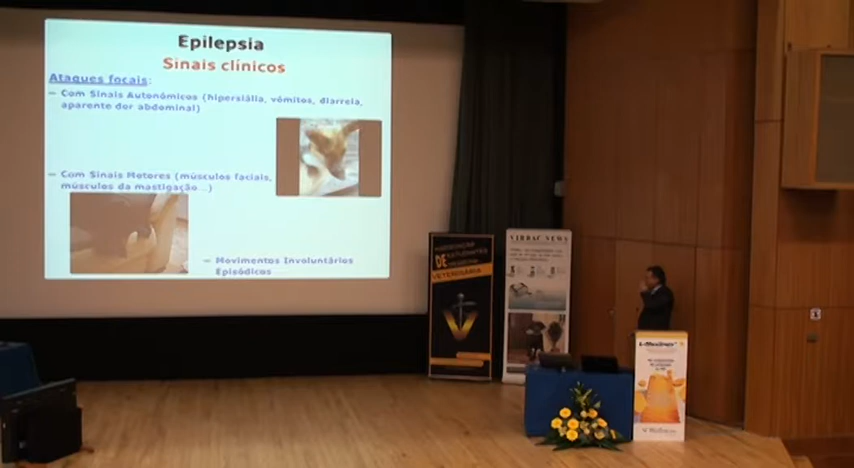 Epilepsia
Sinais clínicos
Ataques focais:
– Com Sinais Autonómicos (hipersiália, vómitos, diarreia,
aparente dor abdominal)
– Com Sinais Motores (músculos faciais,
músculos da mastigação ...)
– Movimentos Involuntários
Episódicos
DE
VETERINÁRIA
V
VIRBAC NEWS